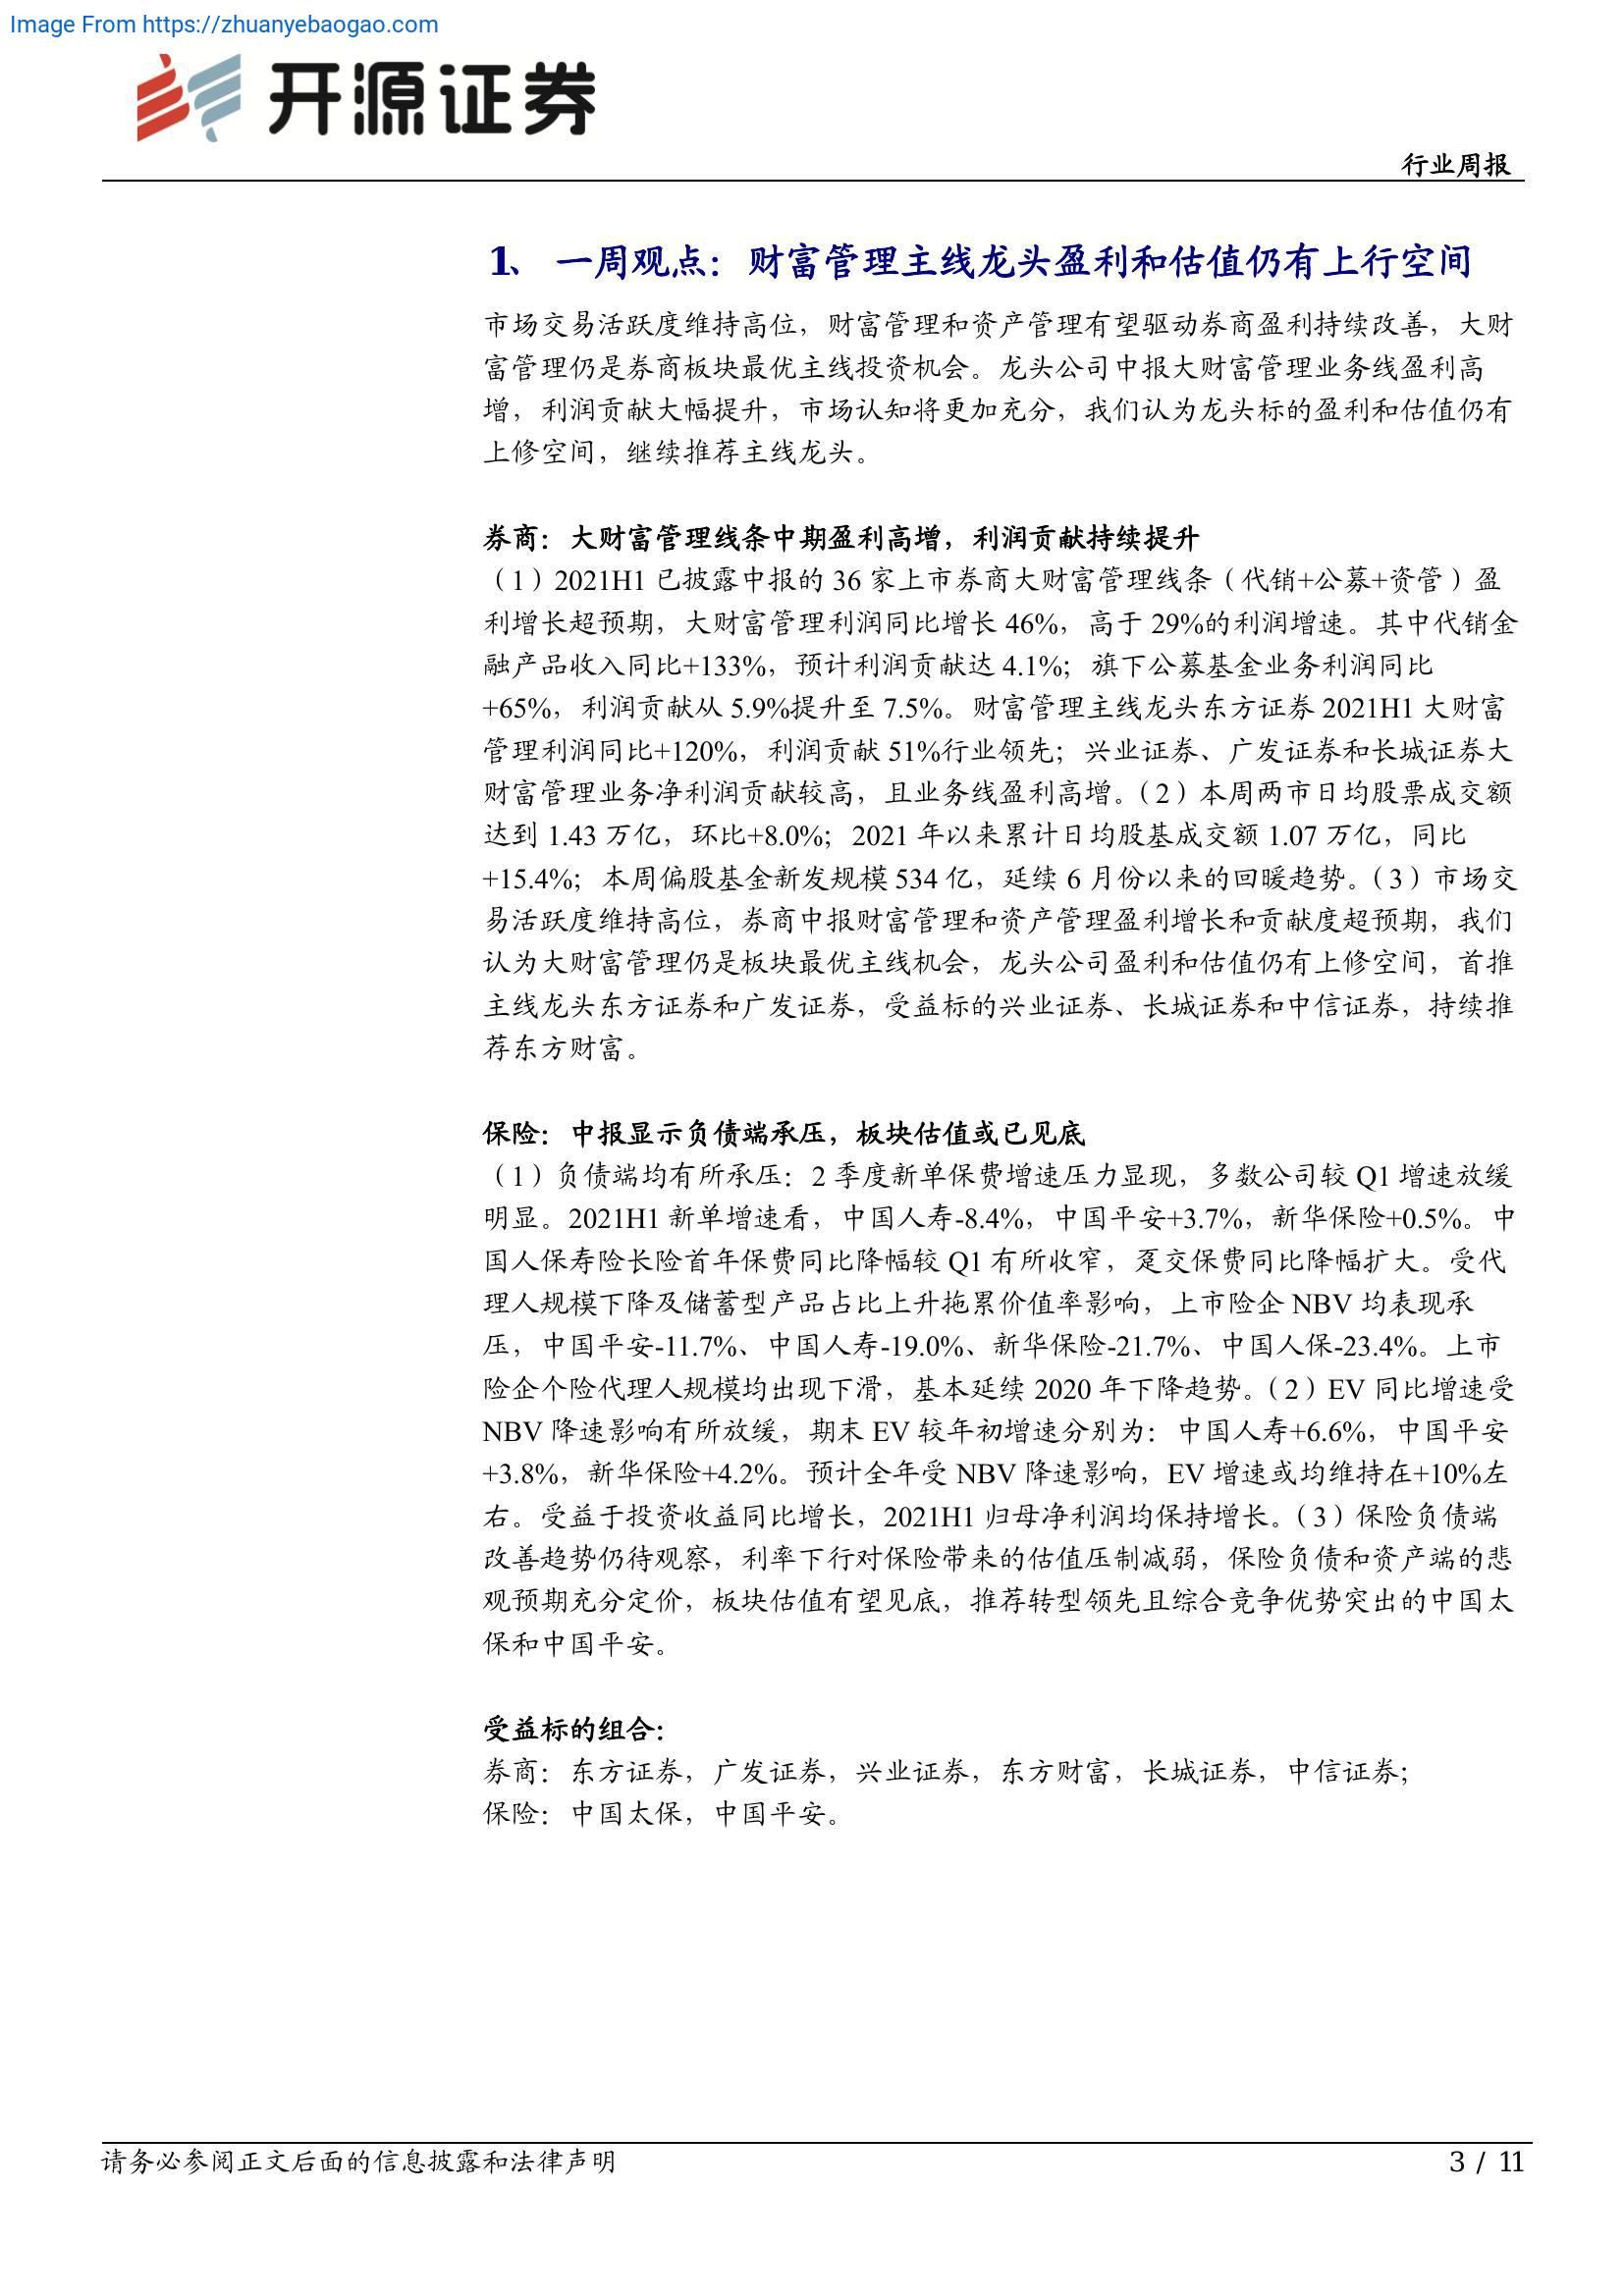 Image From https://zhuanyebaogao.com
开源证券
行业周报
1、 一周观点：财富管理主线龙头盈利和估值仍有上行空间
市场交易活跃度维持高位，财富管理和资产管理有望驱动券商盈利持续改善，大财
富管理仍是券商板块最优主线投资机会。龙头公司中报大财富管理业务线盈利高
增，利润贡献大幅提升，市场认知将更加充分，我们认为龙头标的盈利和估值仍有
上修空间，继续推荐主线龙头。
券商：大财富管理线条中期盈利高增，利润贡献持续提升
（1）2021H1 已披露中报的 36 家上市券商大财富管理线条（代销+公募+资管）盈
利增长超预期，大财富管理利润同比增长 46%，高于 29%的利润增速。其中代销金
融产品收入同比+133%，预计利润贡献达 4.1%；旗下公募基金业务利润同比
+65%，利润贡献从 5.9%提升至 7.5%。财富管理主线龙头东方证券 2021H1 大财富
管理利润同比+120%，利润贡献 51%行业领先；兴业证券、广发证券和长城证券大
财富管理业务净利润贡献较高，且业务线盈利高增。（2）本周两市日均股票成交额
达到 1.43 万亿，环比+8.0%；2021 年以来累计日均股基成交额 1.07 万亿，同比
+15.4%；本周偏股基金新发规模 534 亿，延续 6 月份以来的回暖趋势。（3）市场交
易活跃度维持高位，券商中报财富管理和资产管理盈利增长和贡献度超预期，我们
认为大财富管理仍是板块最优主线机会，龙头公司盈利和估值仍有上修空间，首推
主线龙头东方证券和广发证券，受益标的兴业证券、长城证券和中信证券，持续推
荐东方财富。
保险：中报显示负债端承压，板块估值或已见底
（1）负债端均有所承压：2 季度新单保费增速压力显现，多数公司较 Q1 增速放缓
明显。2021H1 新单增速看，中国人寿-8.4%，中国平安+3.7%，新华保险+0.5%。中
国人保寿险长险首年保费同比降幅较 Q1 有所收窄，趸交保费同比降幅扩大。受代
理人规模下降及储蓄型产品占比上升拖累价值率影响，上市险企 NBV 均表现承
压，中国平安-11.7%、中国人寿-19.0%、新华保险-21.7%、中国人保-23.4%。上市
险企个险代理人规模均出现下滑，基本延续 2020 年下降趋势。（2）EV 同比增速受
NBV 降速影响有所放缓，期末 EV 较年初增速分别为：中国人寿+6.6%，中国平安
+3.8%，新华保险+4.2%。预计全年受 NBV 降速影响，EV 增速或均维持在+10%左
右。受益于投资收益同比增长，2021H1 归母净利润均保持增长。（3）保险负债端
改善趋势仍待观察，利率下行对保险带来的估值压制减弱，保险负债和资产端的悲
观预期充分定价，板块估值有望见底，推荐转型领先且综合竞争优势突出的中国太
保和中国平安。
受益标的组合：
券商：东方证券，广发证券，兴业证券，东方财富，长城证券，中信证券；
保险：中国太保，中国平安。
请务必参阅正文后面的信息披露和法律声明
3 / 11